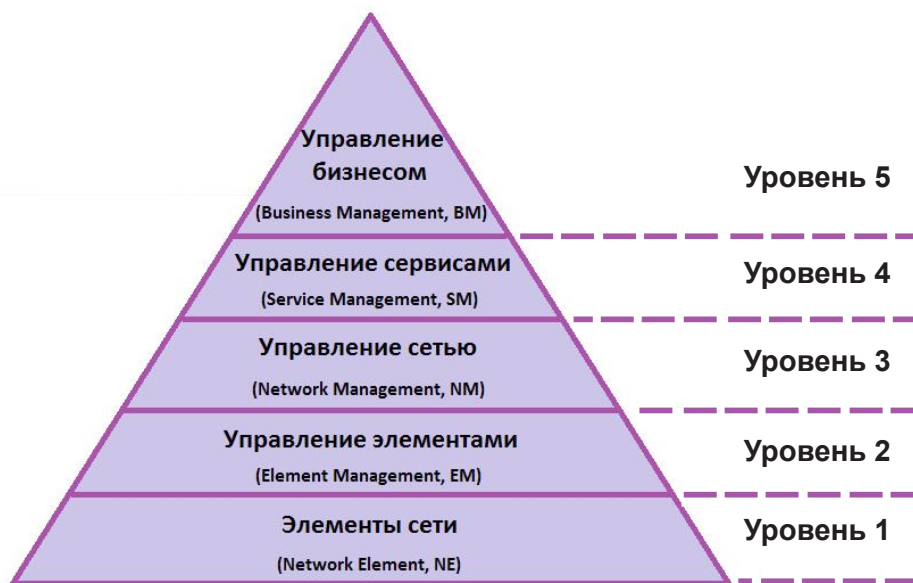 Управление
бизнесом
(Business Management, BM)
Уровень 5
Управление сервисами
(Service Management, SM)
Уровень 4
Управление сетью
(Network Management, NM)
Уровень 3
Управление элементами
(Element Management, EM)
Уровень 2
Элементы сети
(Network Element, NE)
Уровень 1